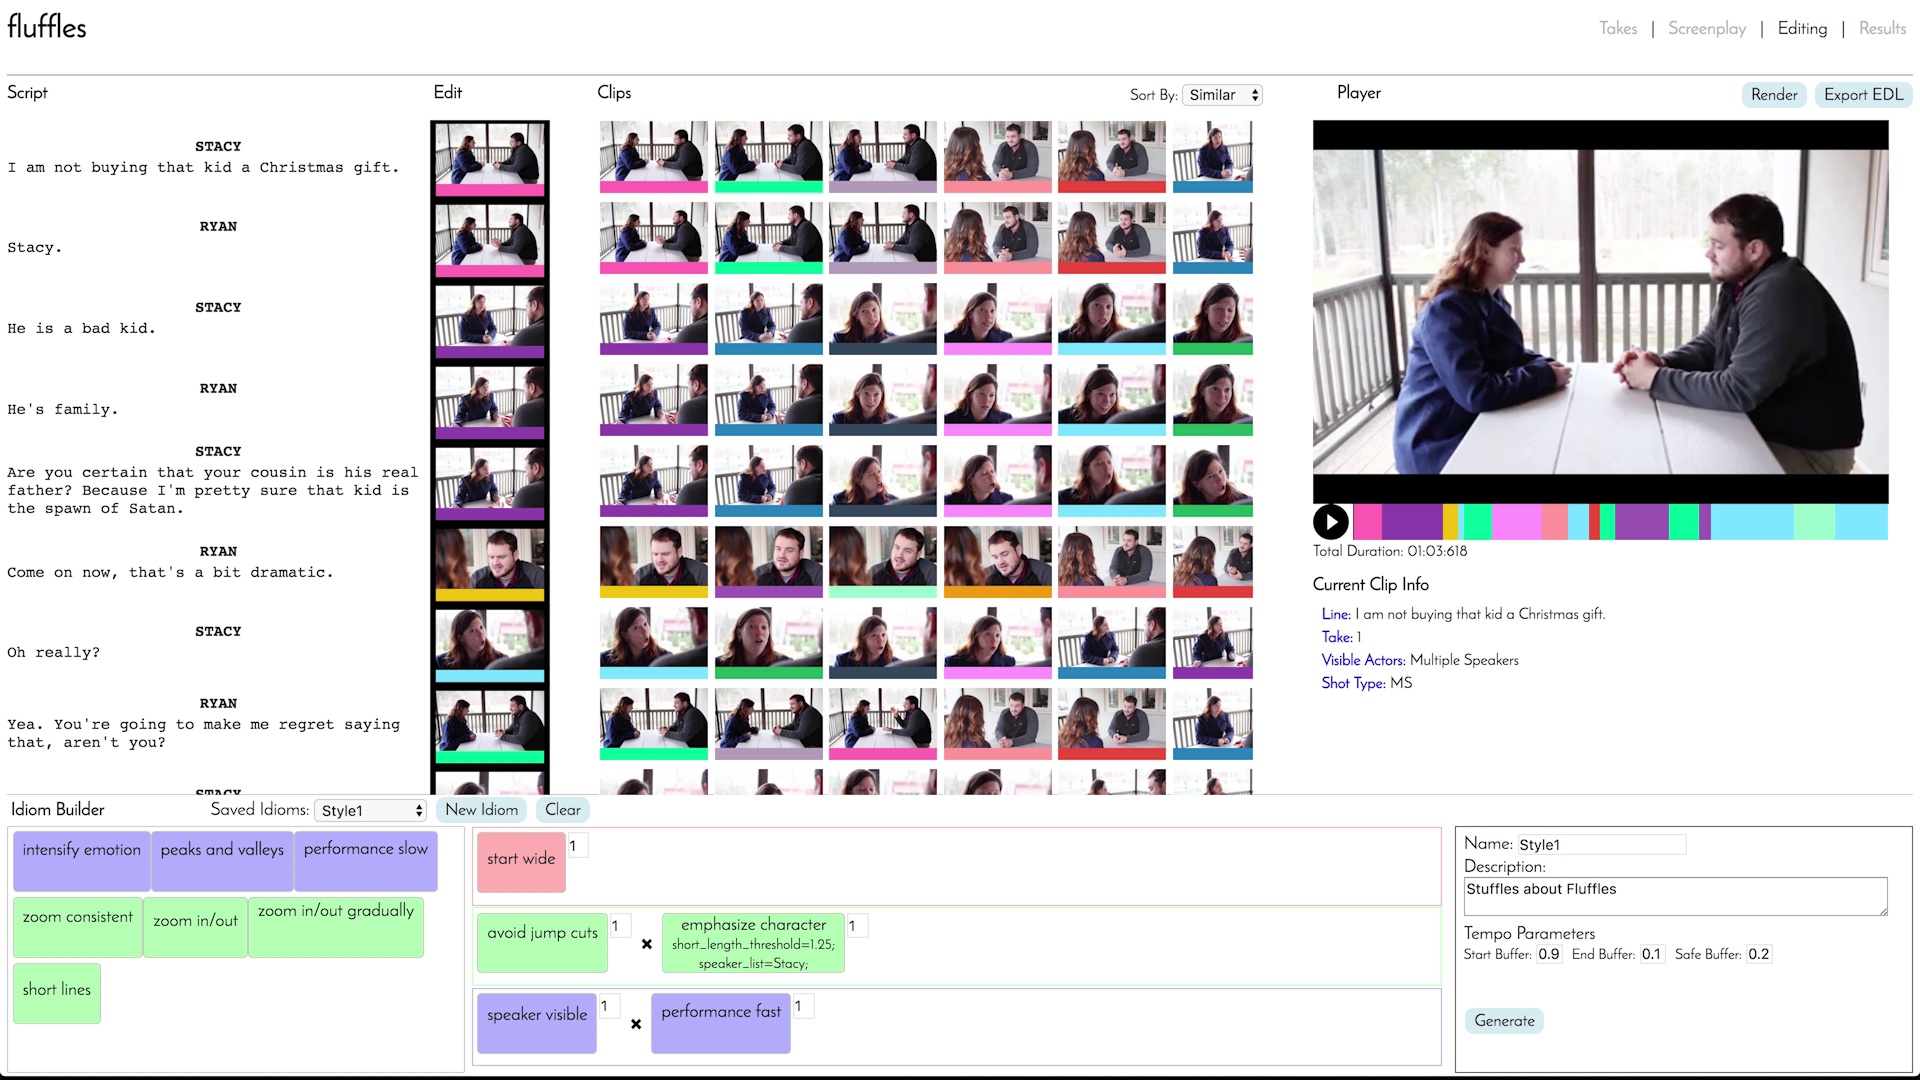 fluffles
Takes | Screenplay | Editing | Results
Script
Edit
Clips
Sort By: Similar
Player
Render
Export EDL
STACY
I am not buying that kid a Christmas gift.
RYAN
Stacy.
STACY
He is a bad kid.
RYAN
He's family.
STACY
Are you certain that your cousin is his real
father? Because I'm pretty sure that kid is
the spawn of Satan.
RYAN
Come on now, that's a bit dramatic.
STACY
Oh really?
RYAN
Yea. You're going to make me regret saying
that, aren't you?
STACY
Total Duration: 01:03:618
Current Clip Info
Line: I am not buying that kid a Christmas gift.
Take: 1
Visible Actors: Multiple Speakers
Shot Type: MS
Idiom Builder
Saved Idioms: Style1
New Idiom
Clear
intensify emotion
peaks and valleys
performance slow
zoom consistent
zoom in/out
zoom in/out gradually
short lines
start wide
1
avoid jump cuts
1
×
emphasize character
short_length_threshold=1.25;
speaker_list=Stacy;
1
speaker visible
1
×
performance fast
1
Name: Style1
Description:
Stuffles about Fluffles
Tempo Parameters
Start Buffer: 0.9 End Buffer: 0.1 Safe Buffer: 0.2
Generate